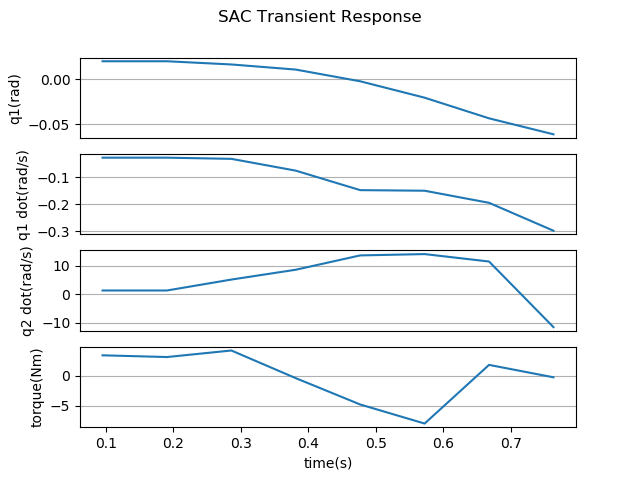 SAC Transient Response
q1(rad)
0.00
−0.05
q1 dot(rad/s)
−0.1
−0.2
−0.3
q2 dot(rad/s)
10
0
−10
torque(Nm)
0
−5
0.1 0.2 0.3 0.4 0.5 0.6 0.7
time(s)